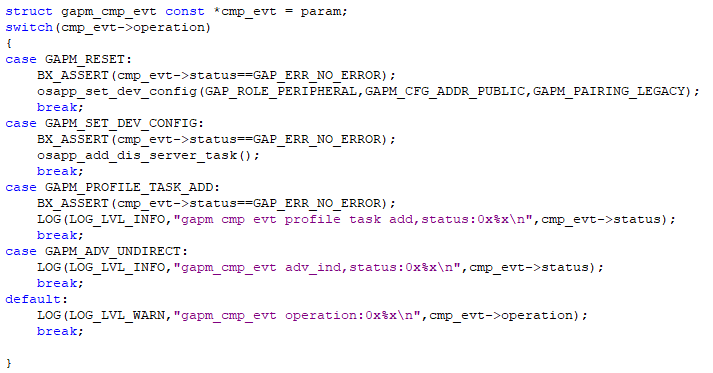 struct gapm_cmp_evt const *cmp_evt = param;
switch(cmp_evt->operation)
{
case GAPM_RESET:
    BX_ASSERT(cmp_evt->status==GAP_ERR_NO_ERROR);
    osapp_set_dev_config(GAP_ROLE_PERIPHERAL,GAPM_CFG_ADDR_PUBLIC,GAPM_PAIRING_LEGACY);
    break;
case GAPM_SET_DEV_CONFIG:
    BX_ASSERT(cmp_evt->status==GAP_ERR_NO_ERROR);
    osapp_add_dis_server_task();
    break;
case GAPM_PROFILE_TASK_ADD:
    BX_ASSERT(cmp_evt->status==GAP_ERR_NO_ERROR);
    LOG(LOG_LVL_INFO,"gapm cmp evt profile task add,status:0x%x\n",cmp_evt->status);
    break;
case GAPM_ADV_UNDIRECT:
    LOG(LOG_LVL_INFO,"gapm_cmp_evt adv_ind,status:0x%x\n",cmp_evt->status);
    break;
default:
    LOG(LOG_LVL_WARN,"gapm_cmp_evt operation:0x%x\n",cmp_evt->operation);
    break;
}